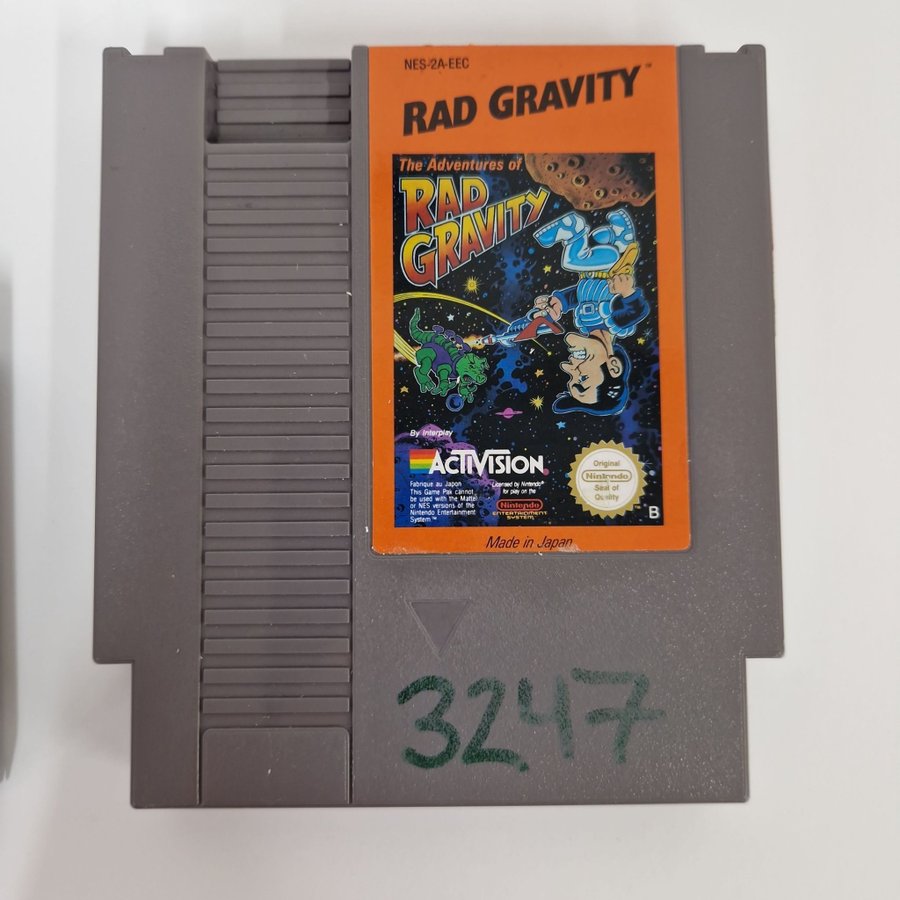 NES-2A-EEC
RAD GRAVITY™
The Adventures of
RAD
GRAVITY
By Interplay
ACTIVISION
Fabrique au Japon
This Game Pak cannot
be used with the Mattel
or NES versions of the
Nintendo Entertainment
System™
Licensed by Nintendo®
for play on the
Nintendo
ENTERTAINMENT
SYSTEM™
Original
Nintendo
Seal of
Quality
B
Made in Japan
3247